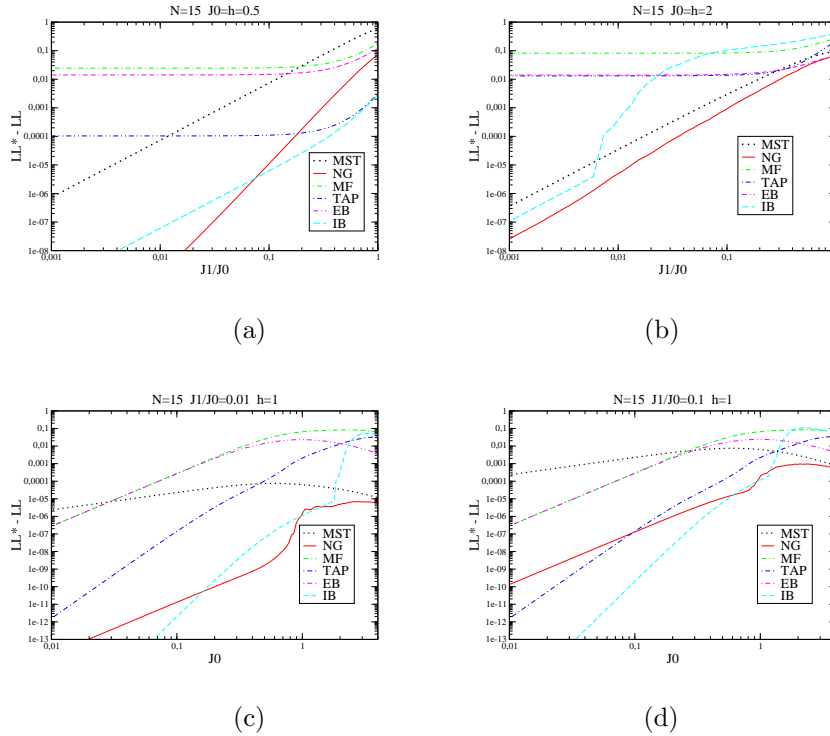 N=15 J0=h=0.5
LL* - LL
1
0,1
0,01
0,001
0,0001
1e-05
1e-06
1e-07
1e-08
MST
NG
MF
TAP
EB
IB
0,001 0,01 0,1 1
J1/J0
(a)
N=15 J0=h=2
LL* - LL
1
0,1
0,01
0,001
0,0001
1e-05
1e-06
1e-07
1e-08
MST
NG
MF
TAP
EB
IB
0,001 0,01 0,1
J1/J0
(b)
N=15 J1/J0=0.01 h=1
LL* - LL
1
0,1
0,01
0,001
0,0001
1e-05
1e-06
1e-07
1e-08
1e-09
1e-10
1e-11
1e-12
1e-13
MST
NG
MF
TAP
EB
IB
0,01 0,1 1
J0
(c)
N=15 J1/J0=0.1 h=1
LL* - LL
1
0,1
0,01
0,001
0,0001
1e-05
1e-06
1e-07
1e-08
1e-09
1e-10
1e-11
1e-12
1e-13
MST
NG
MF
TAP
EB
IB
0,01 0,1 1
J0
(d)